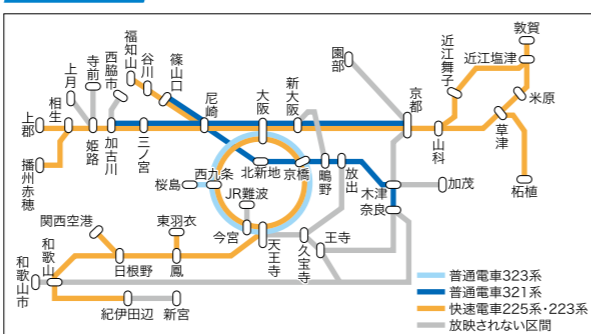 敦賀
近江塩津
近江舞子
米原
草津
柘植
山科
京都
園部
新大阪
大阪
尼崎
篠山口
谷川
福知山
西脇市
寺前
上月
相生
上郡
播州赤穂
姫路
加古川
三ノ宮
北新地
京橋
鴫野
放出
木津
加茂
奈良
桜島
西九条
JR難波
今宮
天王寺
久宝寺
王寺
関西空港
東羽衣
和歌山
日根野
鳳
和歌山市
紀伊田辺
新宮
普通電車323系
普通電車321系
快速電車225系・223系
放映されない区間